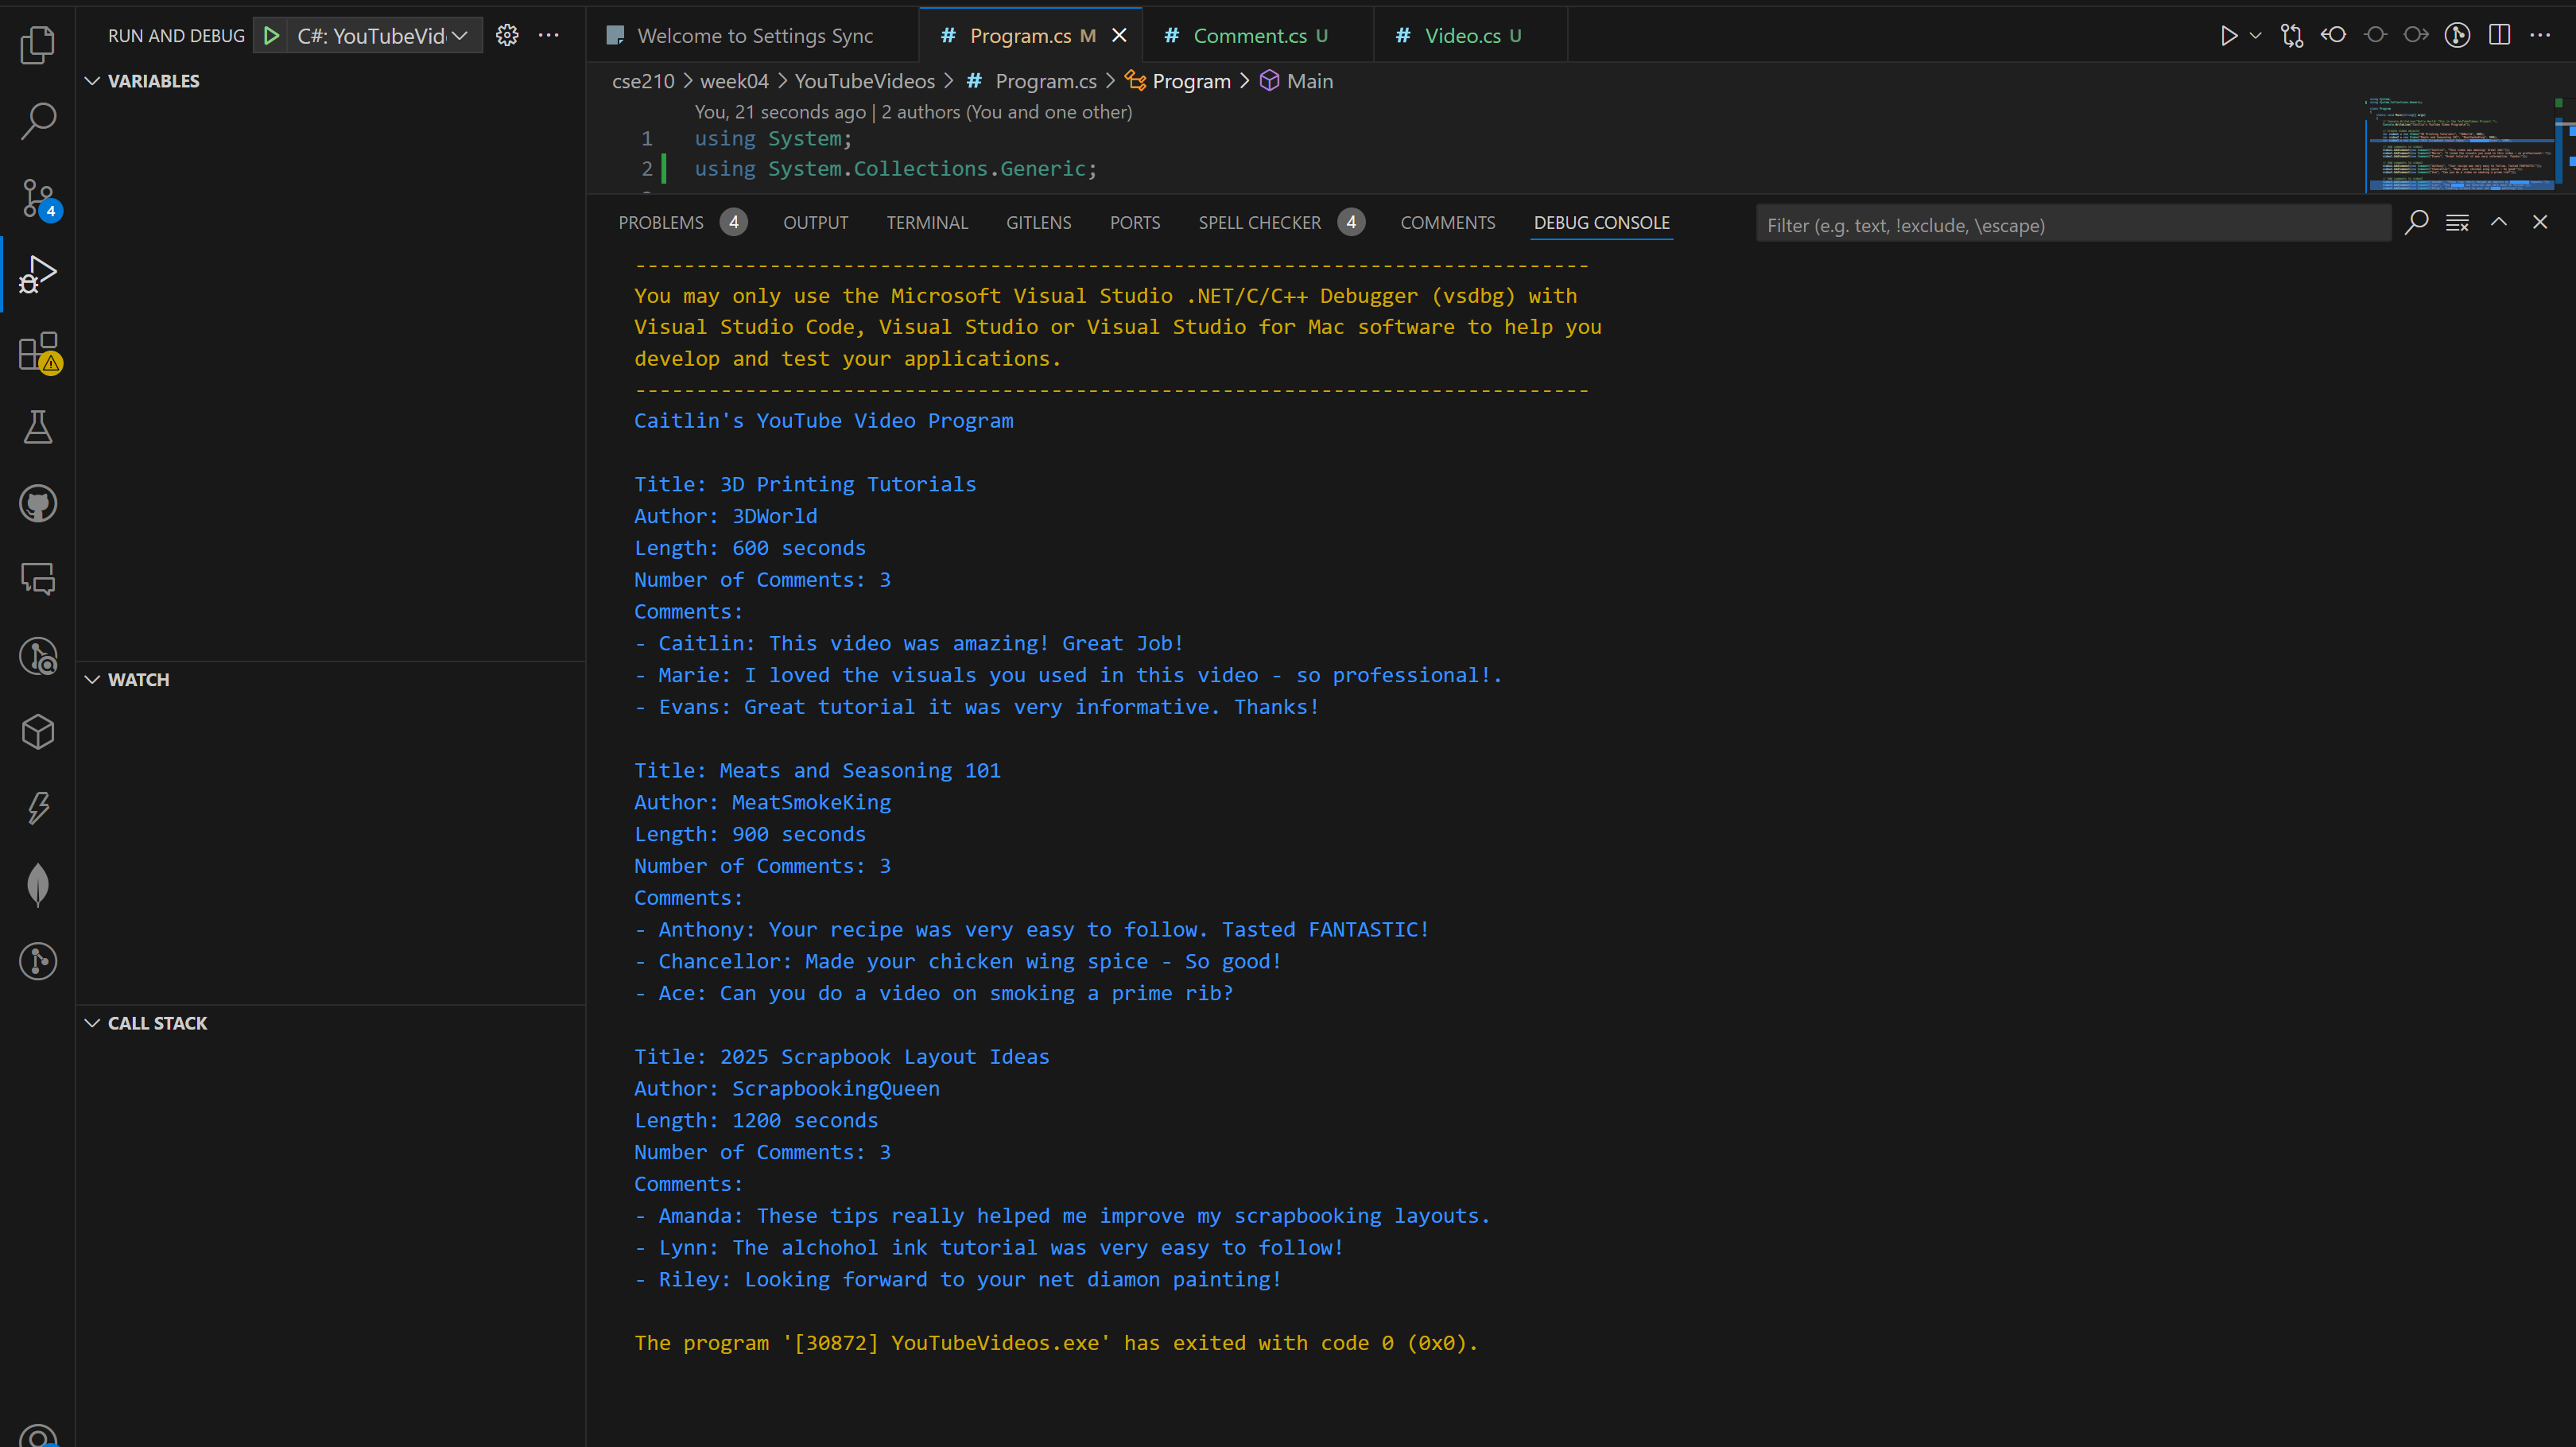 RUN AND DEBUG C#: YouTubeVid
Welcome to Settings Sync
# Program.cs M
# Comment.cs U
# Video.cs U
VARIABLES
cse210 > week04 > YouTubeVideos > # Program.cs > Program > Main
You, 21 seconds ago | 2 authors (You and one other)
1 using System;
2 using System.Collections.Generic;
PROBLEMS 4 OUTPUT TERMINAL GITLENS PORTS SPELL CHECKER 4 COMMENTS DEBUG CONSOLE
Filter (e.g. text, !exclude, \escape)
4
------------------------------------------------------------------------------
You may only use the Microsoft Visual Studio .NET/C/C++ Debugger (vsdbg) with
Visual Studio Code, Visual Studio or Visual Studio for Mac software to help you
develop and test your applications.
------------------------------------------------------------------------------
Caitlin's YouTube Video Program
Title: 3D Printing Tutorials
Author: 3DWorld
Length: 600 seconds
Number of Comments: 3
Comments:
- Caitlin: This video was amazing! Great Job!
- Marie: I loved the visuals you used in this video - so professional!.
- Evans: Great tutorial it was very informative. Thanks!
Title: Meats and Seasoning 101
Author: MeatSmokeKing
Length: 900 seconds
Number of Comments: 3
Comments:
- Anthony: Your recipe was very easy to follow. Tasted FANTASTIC!
- Chancellor: Made your chicken wing spice - So good!
- Ace: Can you do a video on smoking a prime rib?
Title: 2025 Scrapbook Layout Ideas
Author: ScrapbookingQueen
Length: 1200 seconds
Number of Comments: 3
Comments:
- Amanda: These tips really helped me improve my scrapbooking layouts.
- Lynn: The alchohol ink tutorial was very easy to follow!
- Riley: Looking forward to your net diamon painting!
The program '[30872] YouTubeVideos.exe' has exited with code 0 (0x0).
WATCH
CALL STACK